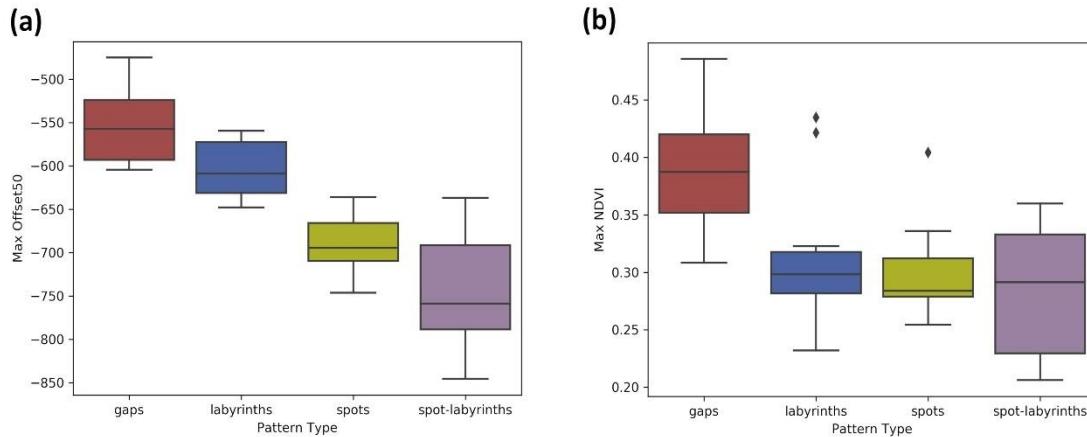 (a)
−500
−550
−600
−650
−700
−750
−800
−850
Max Offset50
gaps labyrinths spots spot-labyrinths
Pattern Type
(b)
0.45
0.40
0.35
0.30
0.25
0.20
Max NDVI
gaps labyrinths spots spot-labyrinths
Pattern Type